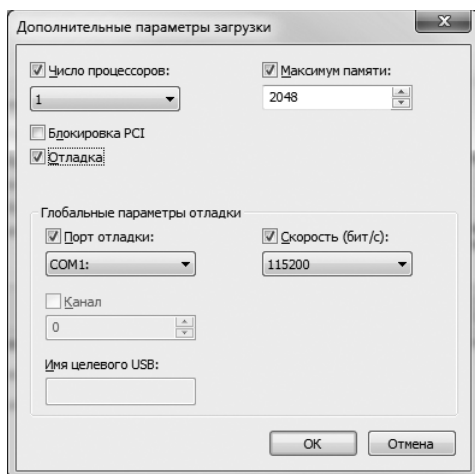 Дополнительные параметры загрузки
Число процессоров:
Максимум памяти:
1
2048
Блокировка PCI
Отладка
Глобальные параметры отладки
Порт отладки:
Скорость (бит/с):
COM1:
115200
Канал
0
Имя целевого USB:
ОК
Отмена